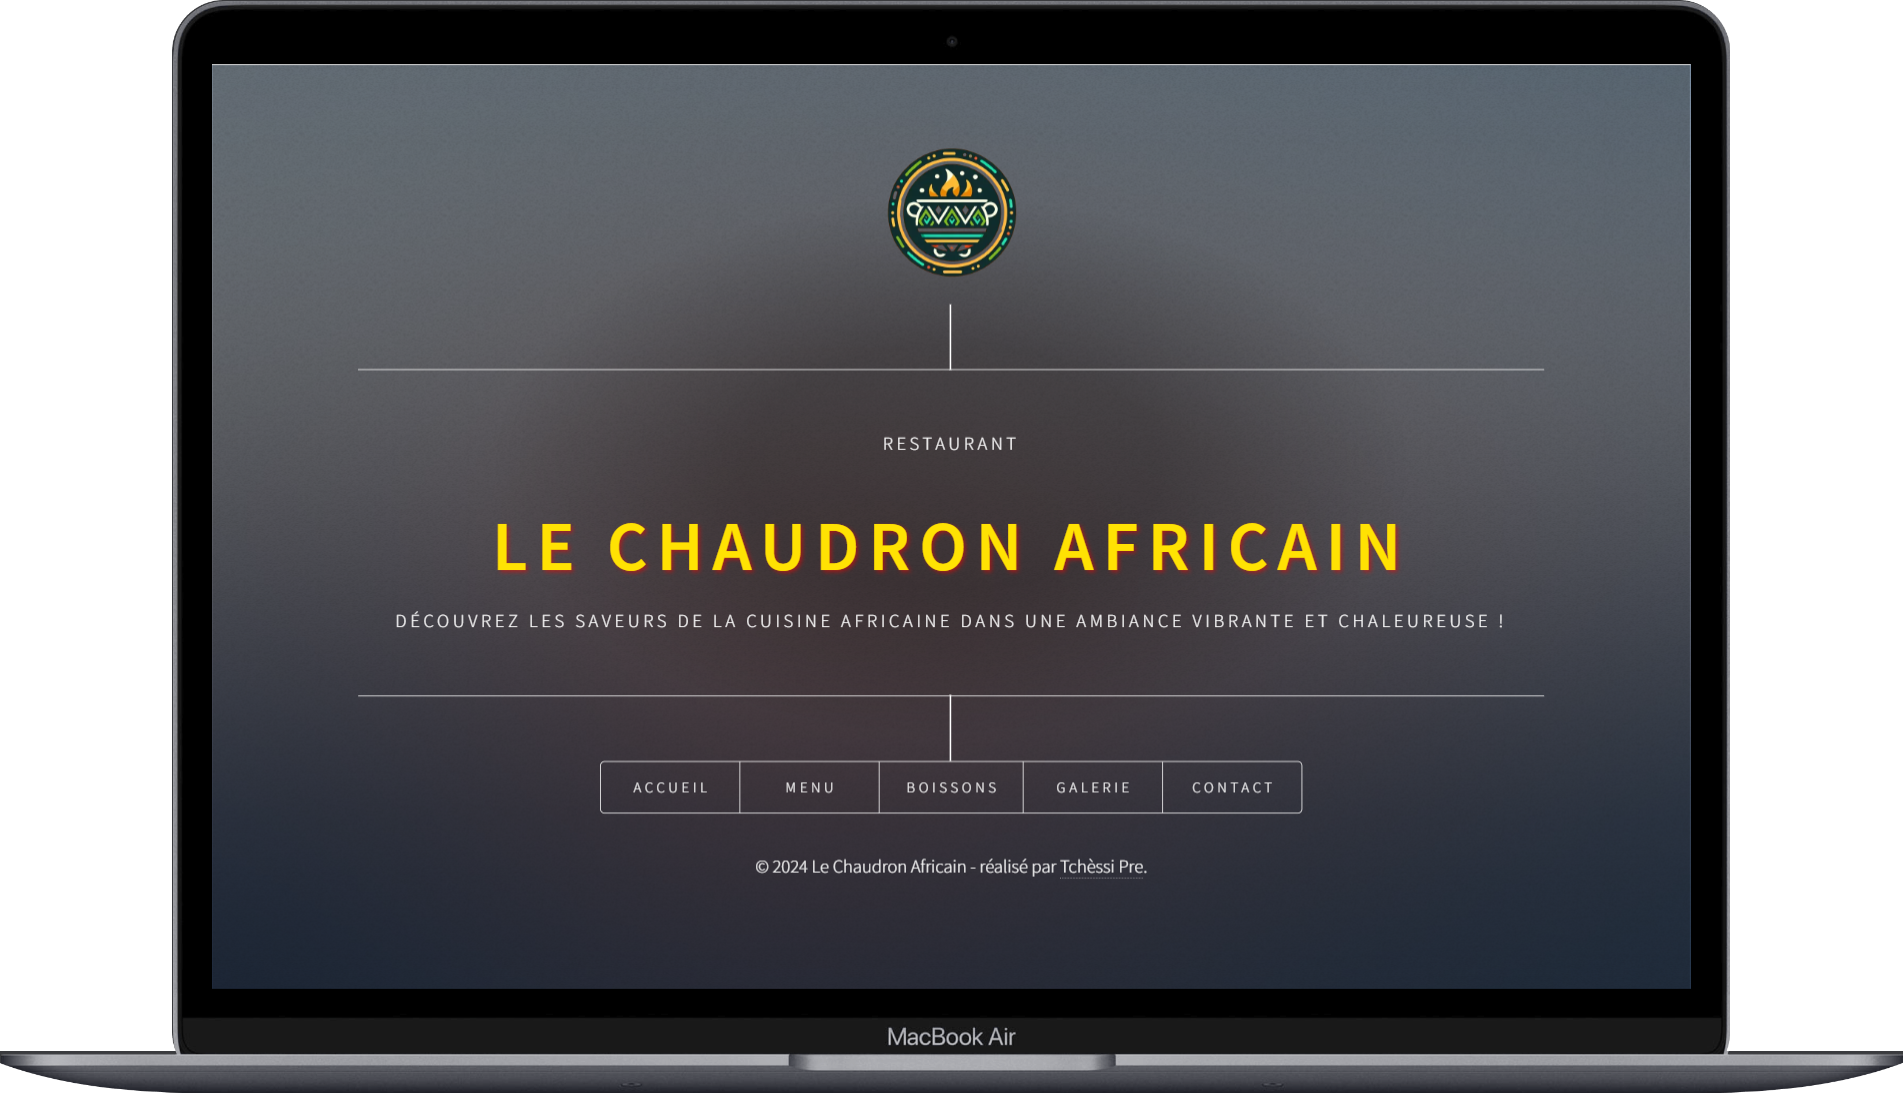 RESTAURANT
LE CHAUDRON AFRICAIN
DÉCOUVREZ LES SAVEURS DE LA CUISINE AFRICAINE DANS UNE AMBIANCE VIBRANTE ET CHALEUREUSE !
ACCUEIL MENU BOISSONS GALERIE CONTACT
© 2024 Le Chaudron Africain - réalisé par Tchèssi Pre.
MacBook Air